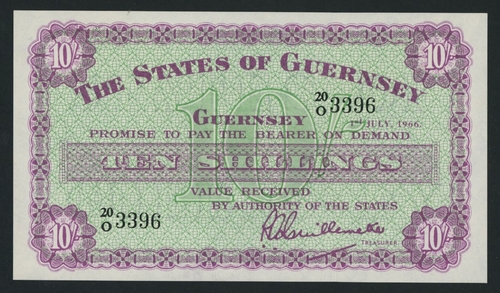 10/- 10/-
THE STATES OF GUERNSEY
20/O 3396
GUERNSEY
1st JULY, 1966.
PROMISE TO PAY THE BEARER ON DEMAND
10/-
TEN SHILLINGS
VALUE RECEIVED
BY AUTHORITY OF THE STATES
20/O 3396
TREASURER.
10/- 10/-